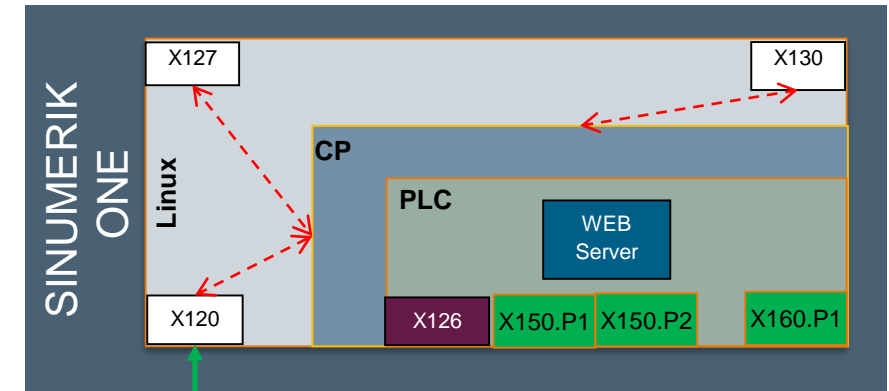 SINUMERIK
ONE
X127
X130
Linux
CP
PLC
WEB
Server
X120
X126
X150.P1
X150.P2
X160.P1